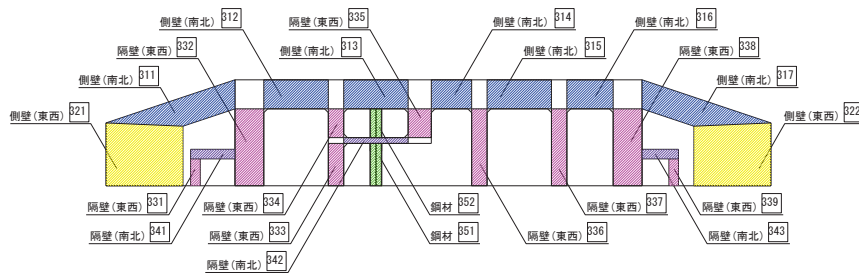 側壁(南北) 312
隔壁(東西) 335
側壁(南北) 314
側壁(南北) 316
隔壁(東西) 332
側壁(南北) 313
側壁(南北) 315
隔壁(東西) 338
側壁(南北) 311
側壁(南北) 317
側壁(東西) 321
側壁(東西) 322
隔壁(東西) 331
隔壁(東西) 334
鋼材 352
隔壁(東西) 337
隔壁(東西) 339
隔壁(南北) 341
隔壁(東西) 333
鋼材 351
隔壁(東西) 336
隔壁(南北) 343
隔壁(南北) 342